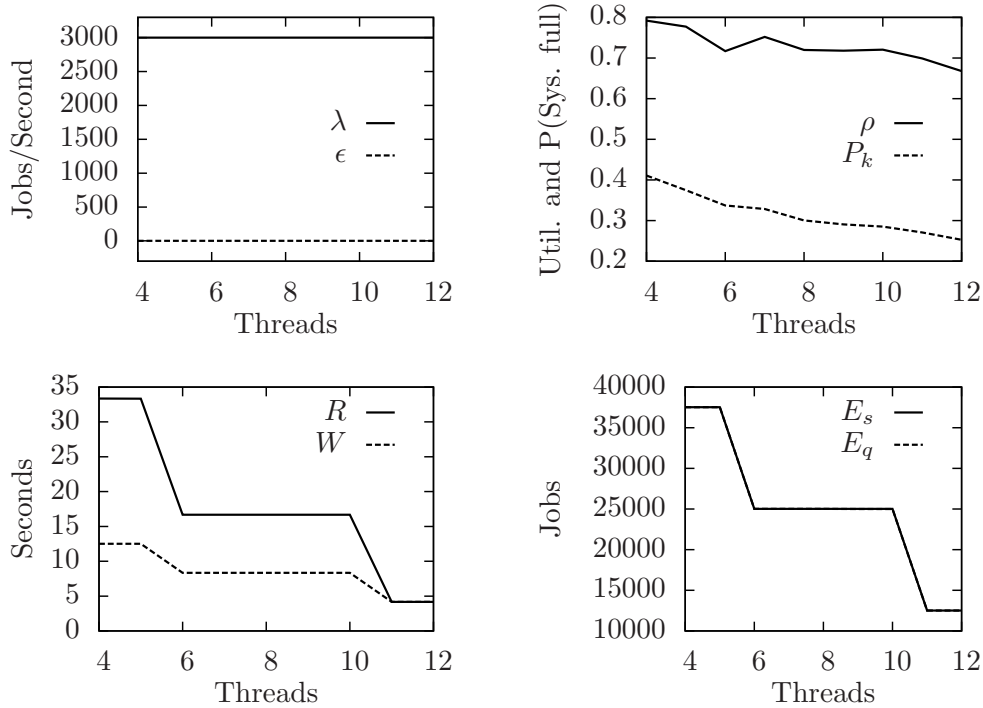 Jobs/Second
3000
2500
2000
1500
1000
500
0
λ
ϵ
4 6 8 10 12
Threads
Util. and P(Sys. full)
0.8
0.7
0.6
0.5
0.4
0.3
0.2
ρ
P_k
4 6 8 10 12
Threads
Seconds
35
30
25
20
15
10
5
0
R
W
4 6 8 10 12
Threads
Jobs
40000
35000
30000
25000
20000
15000
10000
E_s
E_q
4 6 8 10 12
Threads